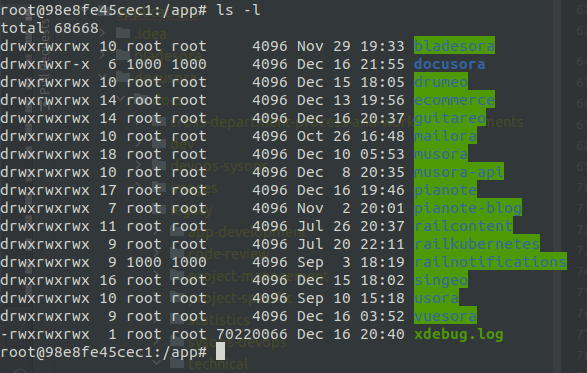 root@98e8fe45cec1:/app# ls -l
total 68668
drwxrwxrwx 10 root root     4096 Nov 29 19:33 bladesora
drwxrwxr-x  6 1000 1000     4096 Dec 16 21:55 docusora
drwxrwxrwx 10 root root     4096 Dec 15 18:05 drumeo
drwxrwxrwx 14 root root     4096 Dec 13 19:56 ecommerce
drwxrwxrwx 14 root root     4096 Dec 16 20:37 guitareo
drwxrwxrwx 10 root root     4096 Oct 26 16:48 mailora
drwxrwxrwx 18 root root     4096 Dec 10 05:53 musora
drwxrwxrwx 10 root root     4096 Dec  8 20:35 musora-api
drwxrwxrwx 17 root root     4096 Dec 16 19:46 pianote
drwxrwxrwx  7 root root     4096 Nov  2 20:01 pianote-blog
drwxrwxrwx 11 root root     4096 Jul 26 20:37 railcontent
drwxrwxrwx  9 root root     4096 Jul 20 22:11 railkubernetes
drwxrwxrwx  9 1000 1000     4096 Sep  3 18:19 railnotifications
drwxrwxrwx 16 root root     4096 Dec 15 18:02 singeo
drwxrwxrwx 10 root root     4096 Sep 10 15:18 usora
drwxrwxrwx  9 root root     4096 Dec 16 03:52 vuesora
-rwxrwxrwx  1 root root 70220066 Dec 16 20:40 xdebug.log
root@98e8fe45cec1:/app#